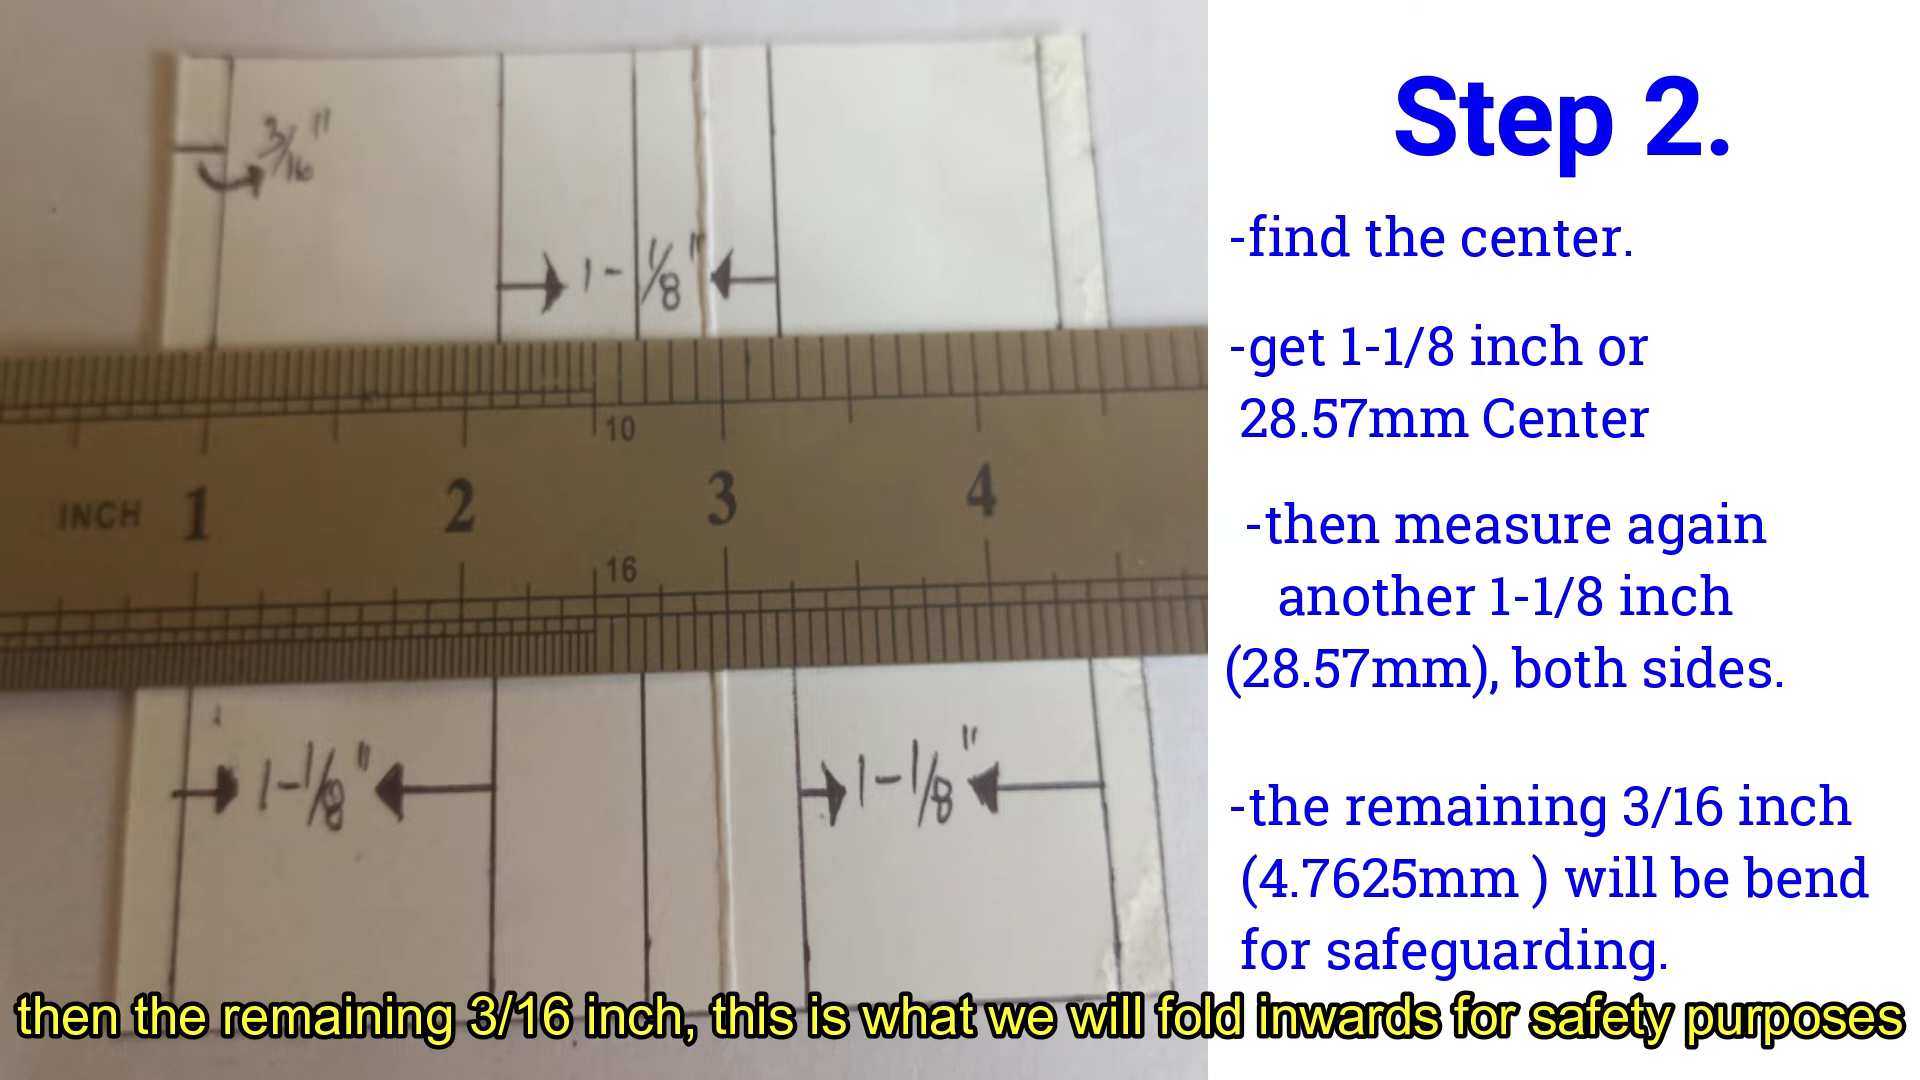 3/16"
1-1/8"
10
INCH 1 2 3 4
16
1-1/8" 1-1/8"
Step 2.
-find the center.
-get 1-1/8 inch or
28.57mm Center
-then measure again
another 1-1/8 inch
(28.57mm), both sides.
-the remaining 3/16 inch
(4.7625mm ) will be bend
for safeguarding.
then the remaining 3/16 inch, this is what we will fold inwards for safety purposes